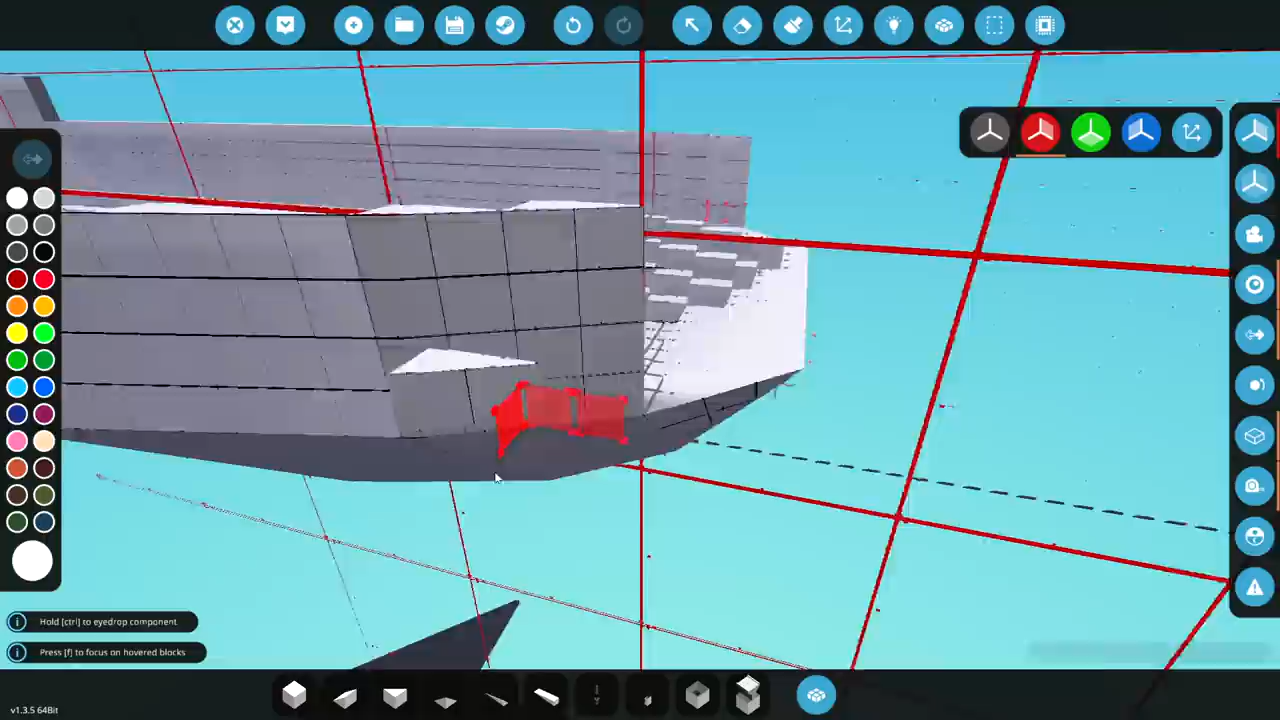 Hold [ctrl] to eyedrop component
Press [f] to focus on hovered blocks
v1.3.5 64Bit